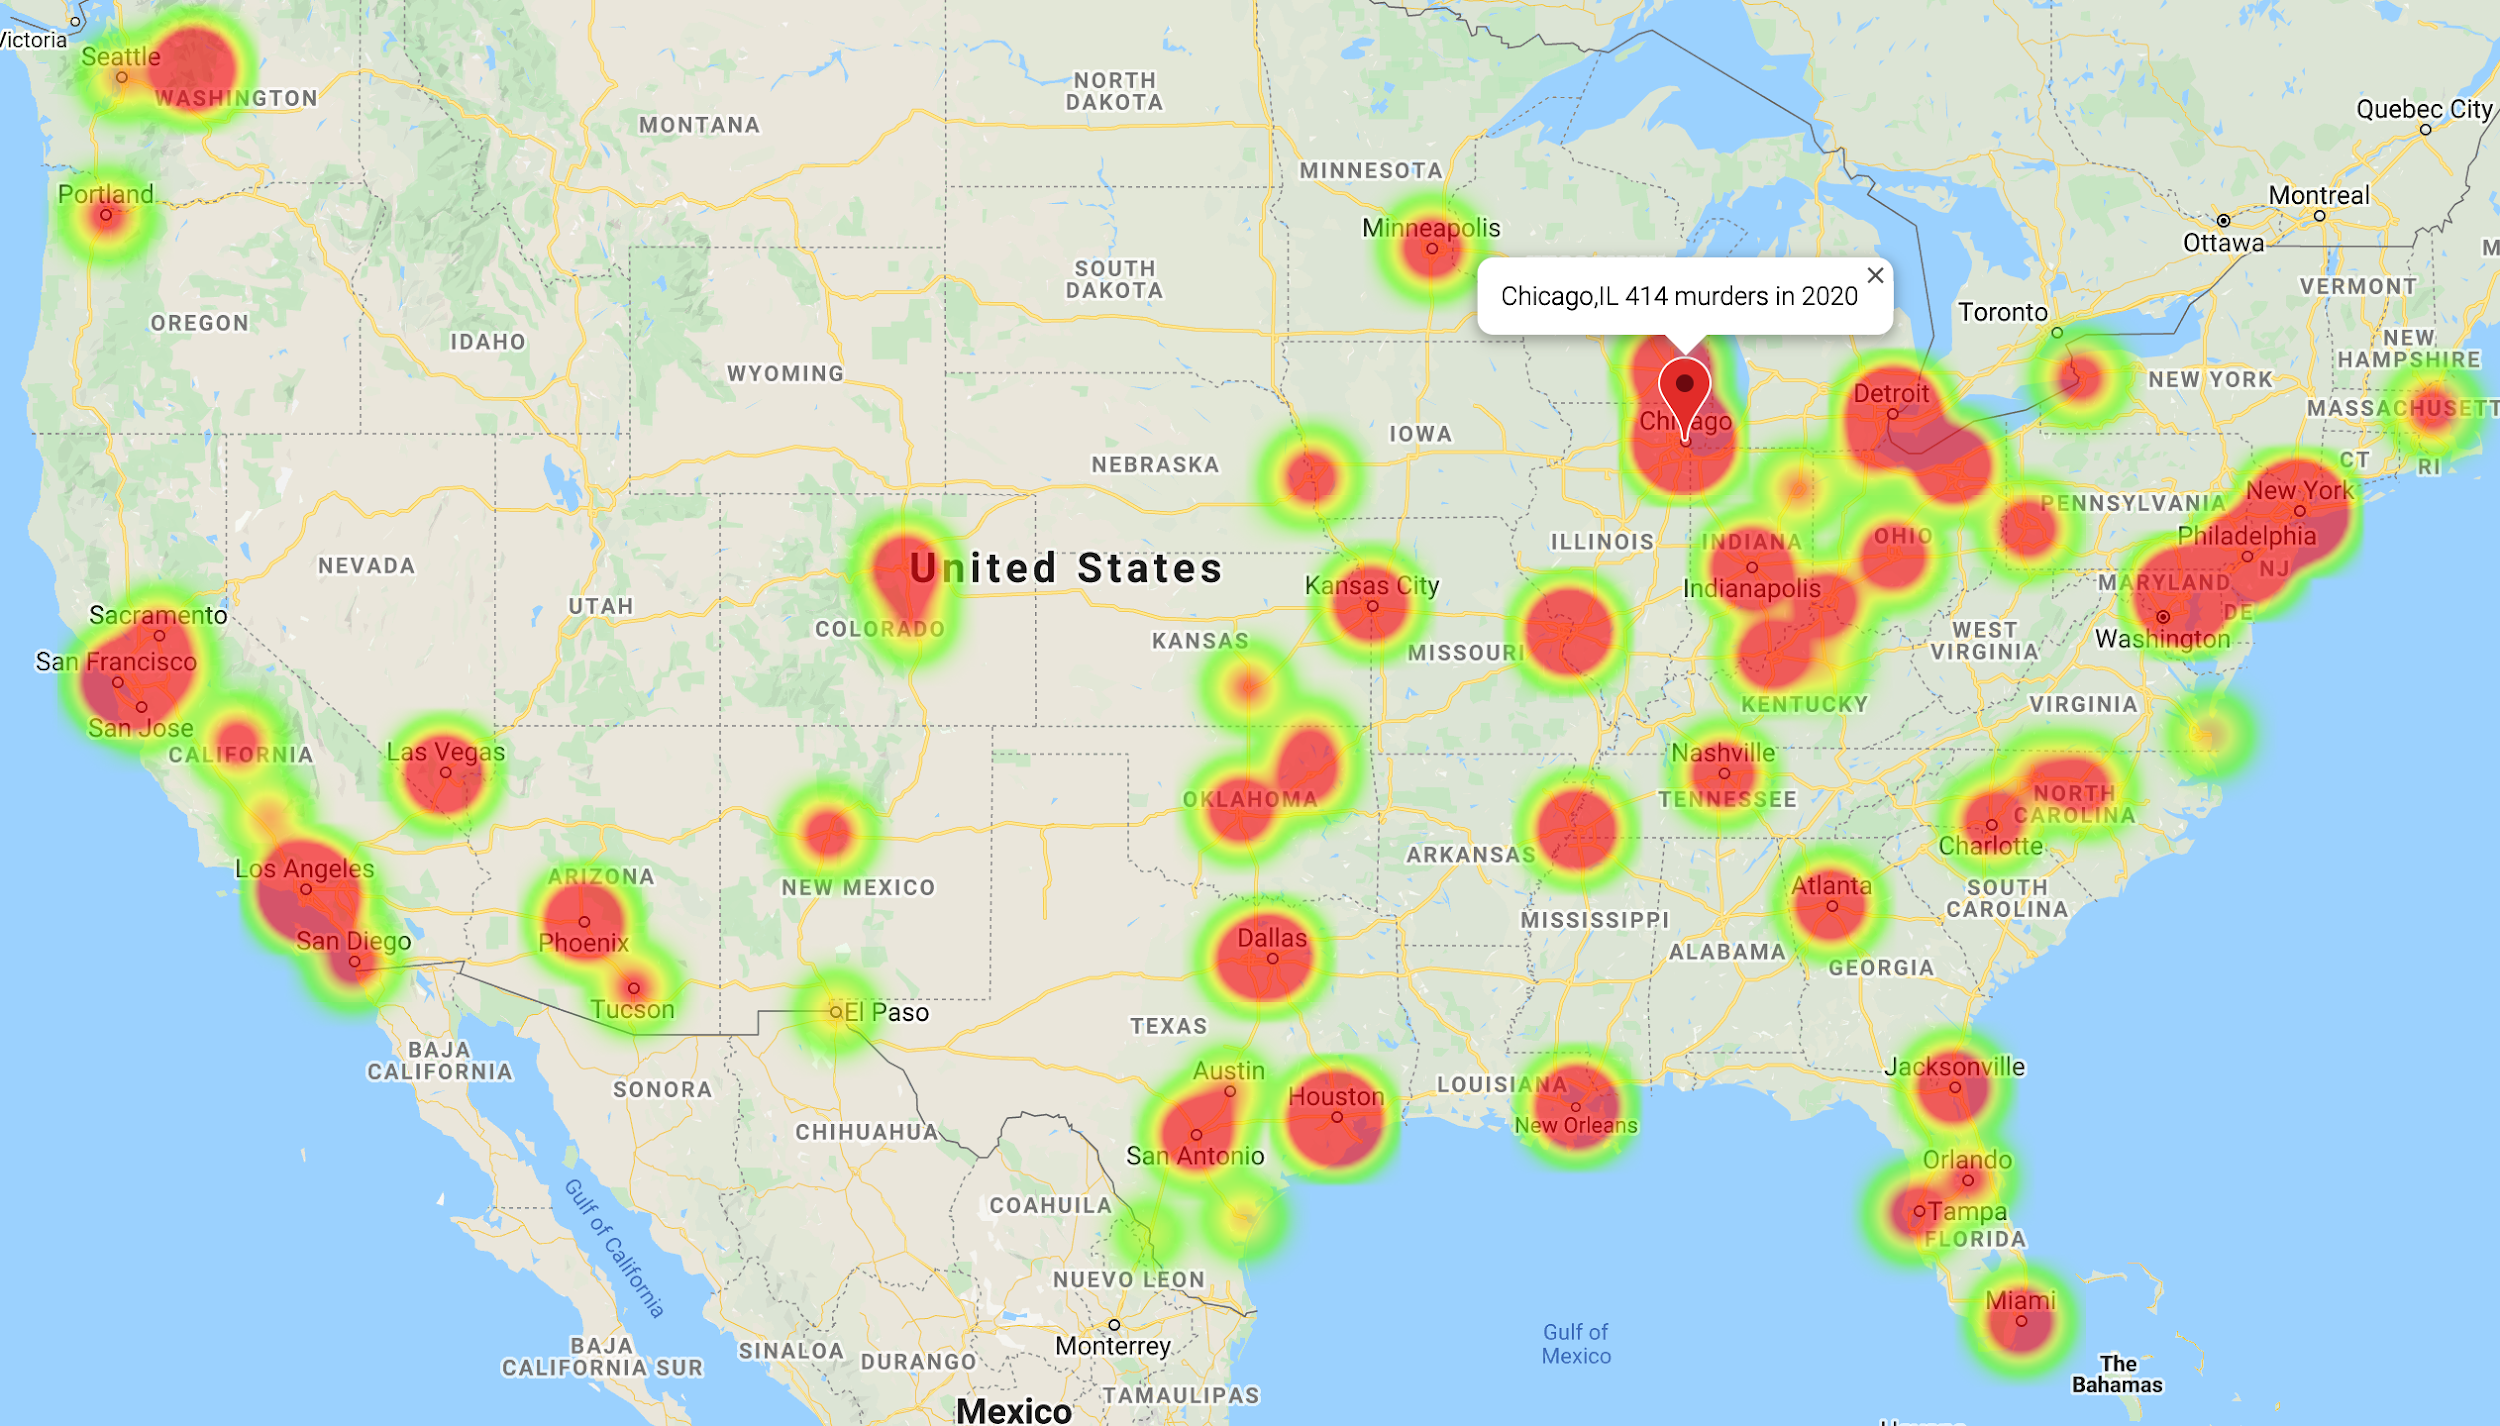 Victoria
Seattle
WASHINGTON
NORTH
DAKOTA
MONTANA
Quebec City
MINNESOTA
Portland
Montreal
Minneapolis
Ottawa
SOUTH
DAKOTA
VERMONT
Chicago,IL 414 murders in 2020
Toronto
OREGON
IDAHO
NEW
HAMPSHIRE
WYOMING
NEW YORK
Detroit
MASSACHUSETT
Chicago
IOWA
NEBRASKA
CT
RI
New York
PENNSYLVANIA
Philadelphia
OHIO
ILLINOIS
INDIANA
NEVADA
United States
NJ
MARYLAND
Kansas City
Indianapolis
UTAH
DE
Sacramento
COLORADO
KANSAS
WEST
VIRGINIA
Washington
MISSOURI
San Francisco
KENTUCKY
VIRGINIA
San Jose
CALIFORNIA
Las Vegas
Nashville
OKLAHOMA
TENNESSEE
NORTH
CAROLINA
Charlotte
ARKANSAS
Los Angeles
ARIZONA
NEW MEXICO
Atlanta
SOUTH
CAROLINA
MISSISSIPPI
San Diego
Phoenix
Dallas
ALABAMA
GEORGIA
Tucson
El Paso
TEXAS
BAJA
CALIFORNIA
SONORA
Austin
Houston
LOUISIANA
Jacksonville
CHIHUAHUA
New Orleans
San Antonio
Orlando
COAHUILA
Tampa
FLORIDA
Gulf of California
NUEVO LEON
Miami
Monterrey
Gulf of
Mexico
BAJA
CALIFORNIA SUR
SINALOA
DURANGO
The
Bahamas
TAMAULIPAS
Mexico